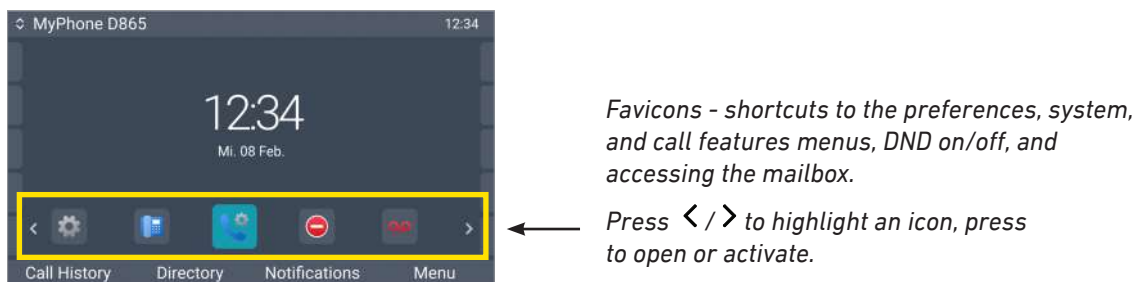 MyPhone D865 12:34
12:34
Mi. 08 Feb.
Call History Directory Notifications Menu
Favicons - shortcuts to the preferences, system,
and call features menus, DND on/off, and
accessing the mailbox.
Press < / > to highlight an icon, press
to open or activate.